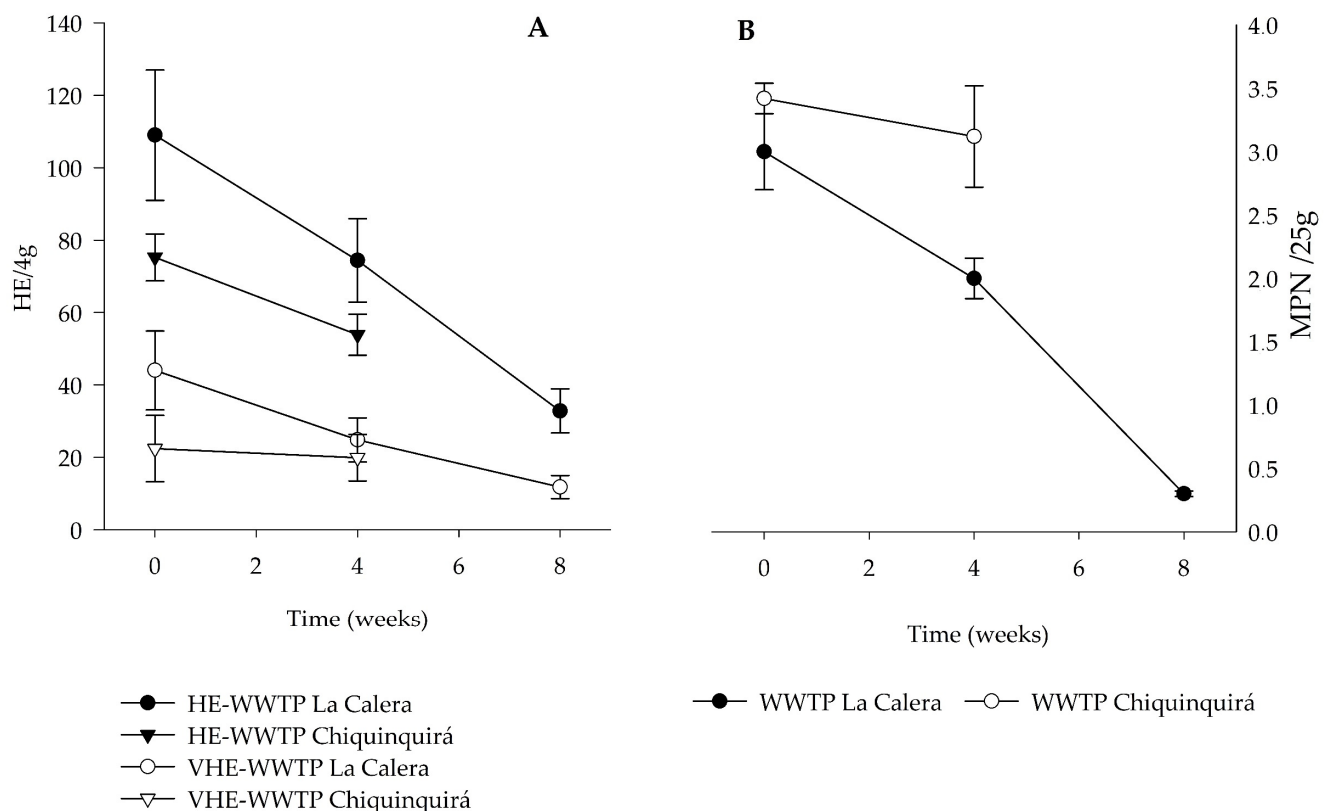 A
140
120
100
80
60
40
20
0
HE/4g
0 2 4 6 8
Time (weeks)
HE-WWTP La Calera
HE-WWTP Chiquinquirá
VHE-WWTP La Calera
VHE-WWTP Chiquinquirá
B
4.0
3.5
3.0
2.5
2.0
1.5
1.0
0.5
0.0
MPN /25g
0 2 4 6 8
Time (weeks)
WWTP La Calera WWTP Chiquinquirá